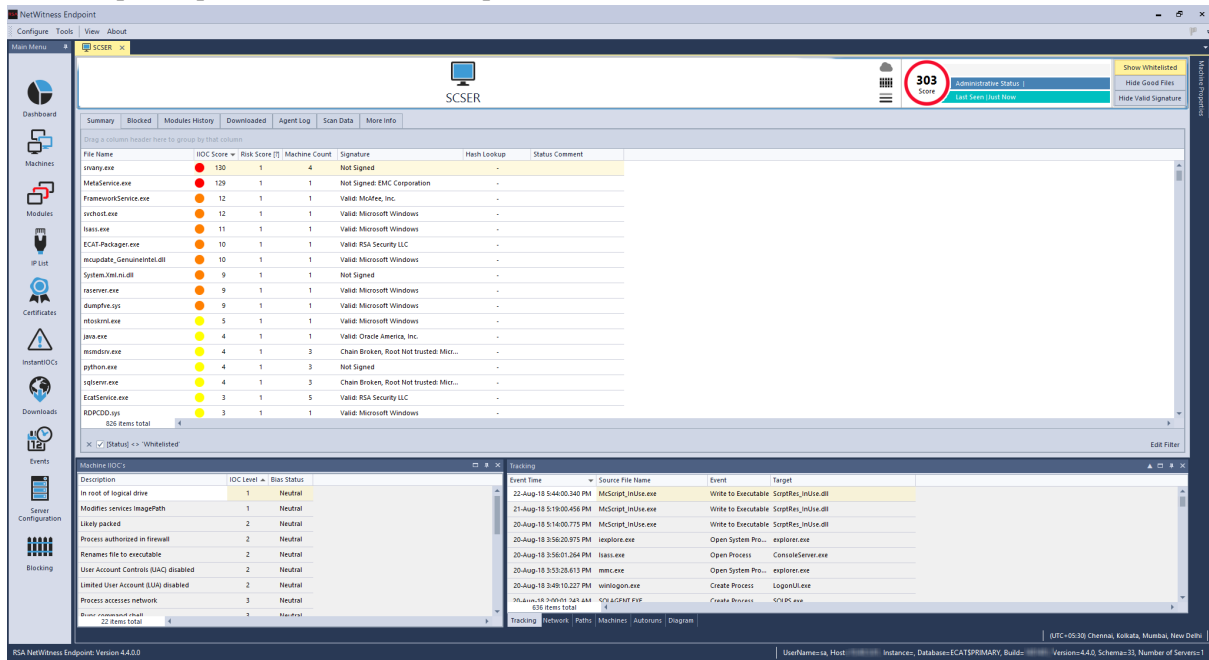 NetWitness Endpoint
Configure Tools View About
Main Menu
SCSER
SCSER
303
Score
Administrative Status |
Last Seen |Just Now
Show Whitelisted
Hide Good Files
Hide Valid Signature
Machine Properties
Dashboard
Machines
Modules
IP List
Certificates
InstantIOCs
Downloads
Events
Server Configuration
Blocking
Summary Blocked Modules History Downloaded Agent Log Scan Data More Info
Drag a column header here to group by that column
File Name IIOC Score Risk Score [?] Machine Count Signature Hash Lookup Status Comment
srvany.exe 130 1 4 Not Signed -
MetaService.exe 129 1 1 Not Signed: EMC Corporation -
FrameworkService.exe 12 1 1 Valid: McAfee, Inc. -
svchost.exe 12 1 1 Valid: Microsoft Windows -
lsass.exe 11 1 1 Valid: Microsoft Windows -
ECAT-Packager.exe 10 1 1 Valid: RSA Security LLC -
mcupdate_GenuineIntel.dll 10 1 1 Valid: Microsoft Windows -
System.Xml.ni.dll 9 1 1 Not Signed -
raserver.exe 9 1 1 Valid: Microsoft Windows -
dumpfve.sys 9 1 1 Valid: Microsoft Windows -
ntoskrnl.exe 5 1 1 Valid: Microsoft Windows -
java.exe 4 1 1 Valid: Oracle America, Inc. -
msmdsrv.exe 4 1 3 Chain Broken, Root Not trusted: Micr... -
python.exe 4 1 3 Not Signed -
sqlservr.exe 4 1 3 Chain Broken, Root Not trusted: Micr... -
EcatService.exe 3 1 5 Valid: RSA Security LLC -
RDPCDD.sys 3 1 1 Valid: Microsoft Windows -
826 items total
[Status] <> 'Whitelisted'
Edit Filter
Machine IIOC's
Description IOC Level Bias Status
In root of logical drive 1 Neutral
Modifies services ImagePath 1 Neutral
Likely packed 2 Neutral
Process authorized in firewall 2 Neutral
Renames file to executable 2 Neutral
User Account Controls (UAC) disabled 2 Neutral
Limited User Account (LUA) disabled 2 Neutral
Process accesses network 3 Neutral
Runs command shell 3 Neutral
22 items total
Tracking
Event Time Source File Name Event Target
22-Aug-18 5:44:00.340 PM McScript_InUse.exe Write to Executable ScrptRes_InUse.dll
21-Aug-18 5:19:00.456 PM McScript_InUse.exe Write to Executable ScrptRes_InUse.dll
20-Aug-18 5:14:00.775 PM McScript_InUse.exe Write to Executable ScrptRes_InUse.dll
20-Aug-18 3:56:20.975 PM iexplore.exe Open System Pro... explorer.exe
20-Aug-18 3:56:01.264 PM lsass.exe Open Process ConsoleServer.exe
20-Aug-18 3:53:28.613 PM mmc.exe Open System Pro... explorer.exe
20-Aug-18 3:49:10.227 PM winlogon.exe Create Process LogonUI.exe
20-Aug-18 2:00:01.243 AM SQLAGENT.EXE Create Process SQLPS.exe
636 items total
Tracking Network Paths Machines Autoruns Diagram
(UTC+05:30) Chennai, Kolkata, Mumbai, New Delhi
RSA NetWitness Endpoint: Version 4.4.0.0
UserName=sa, Host Instance=, Database=ECAT$PRIMARY, Build= Version=4.4.0, Schema=33, Number of Servers=1